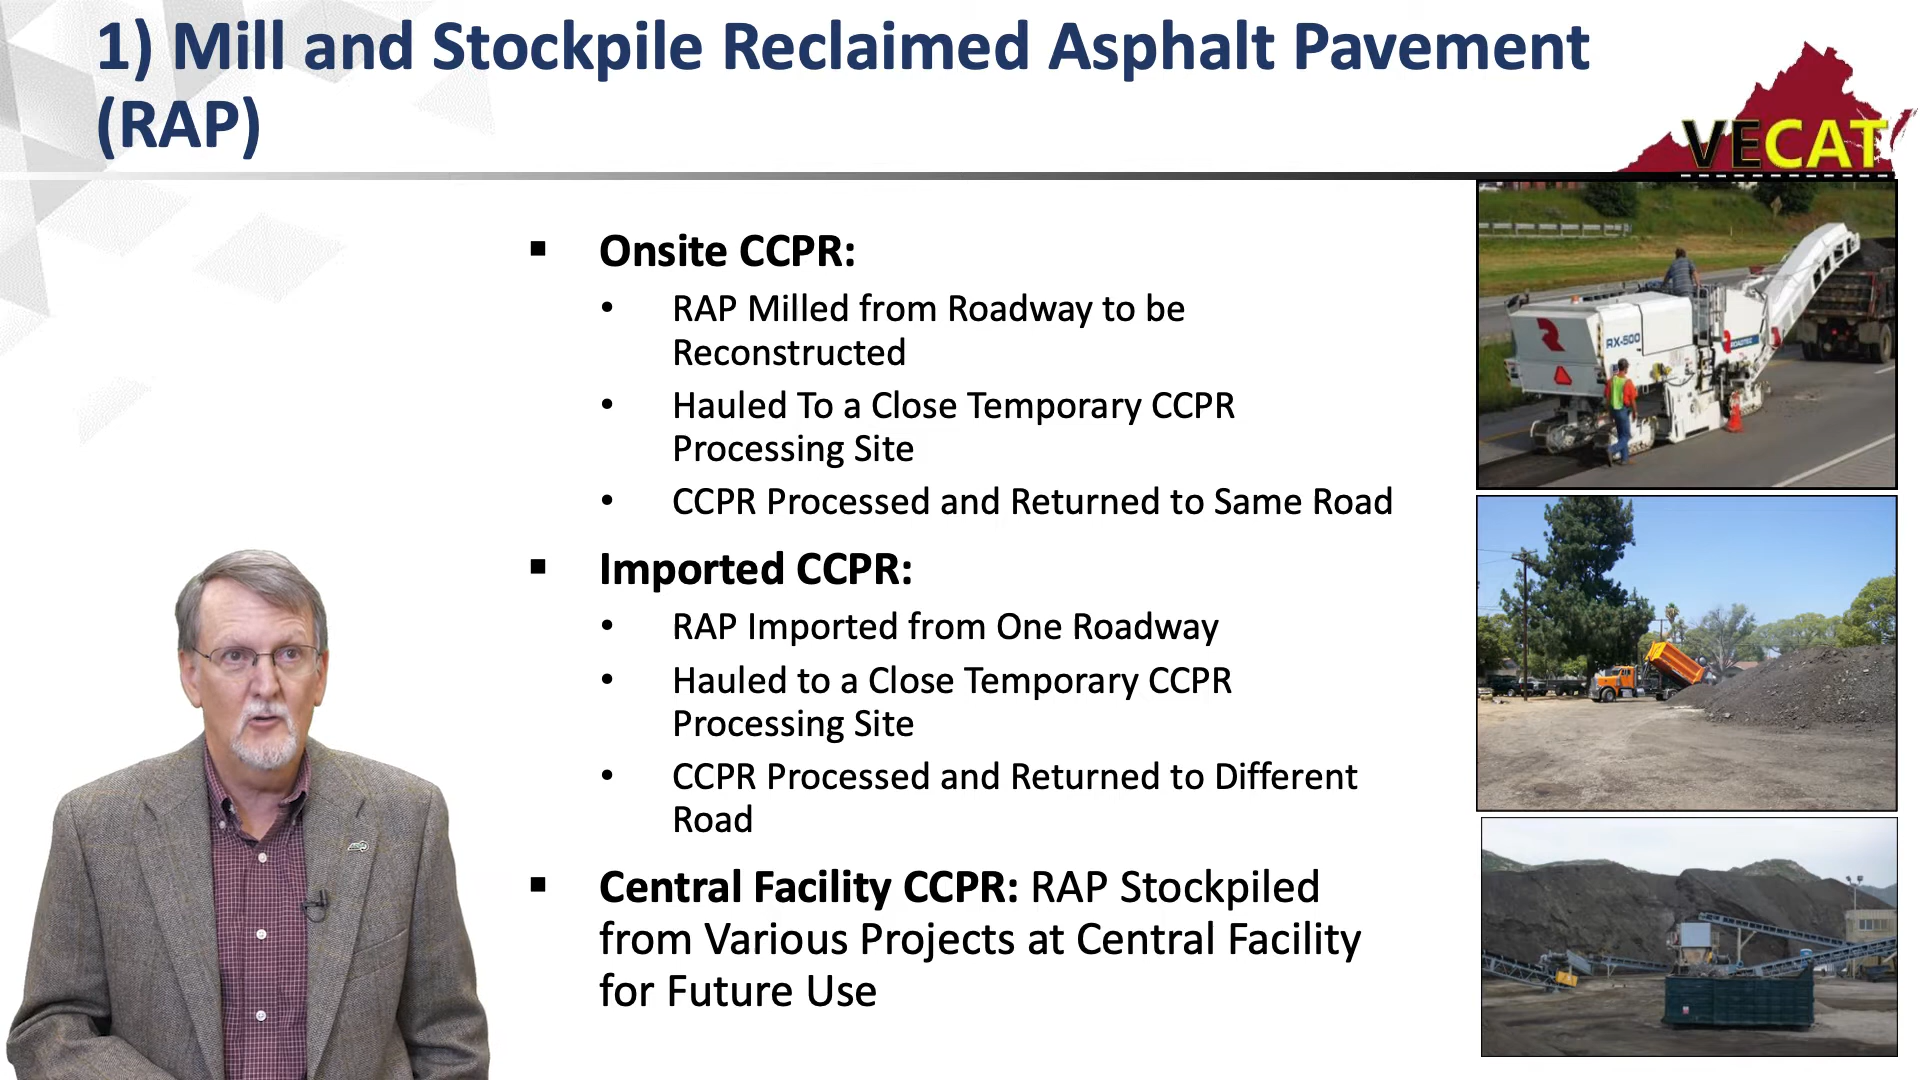 1) Mill and Stockpile Reclaimed Asphalt Pavement
(RAP)
VECAT
▪ Onsite CCPR:
• RAP Milled from Roadway to be
Reconstructed
• Hauled To a Close Temporary CCPR
Processing Site
• CCPR Processed and Returned to Same Road
▪ Imported CCPR:
• RAP Imported from One Roadway
• Hauled to a Close Temporary CCPR
Processing Site
• CCPR Processed and Returned to Different
Road
▪ Central Facility CCPR: RAP Stockpiled
from Various Projects at Central Facility
for Future Use
RX-500
ROADTEC